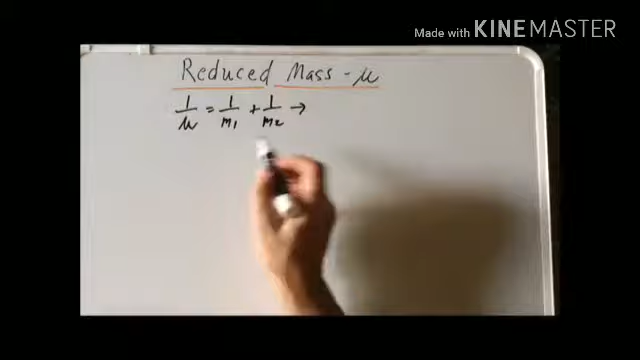 Made with KINEMASTER
Reduced Mass - μ
1/μ = 1/m₁ + 1/m₂ →